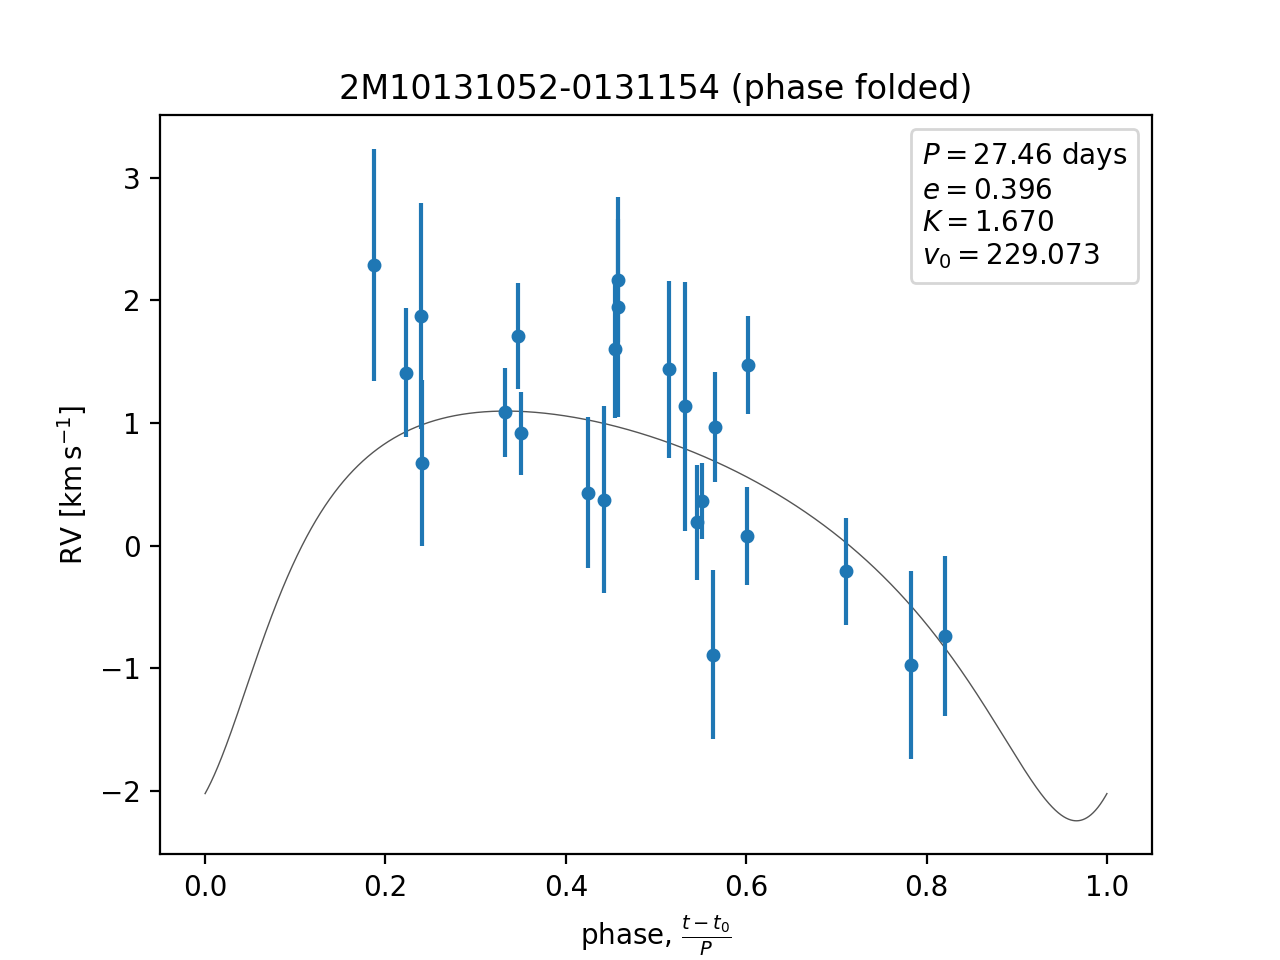 2M10131052-0131154 (phase folded)
P = 27.46 days
e = 0.396
K = 1.670
v₀ = 229.073
RV [km s⁻¹]
3
2
1
0
−1
−2
0.0 0.2 0.4 0.6 0.8 1.0
phase, (t − t₀)/P